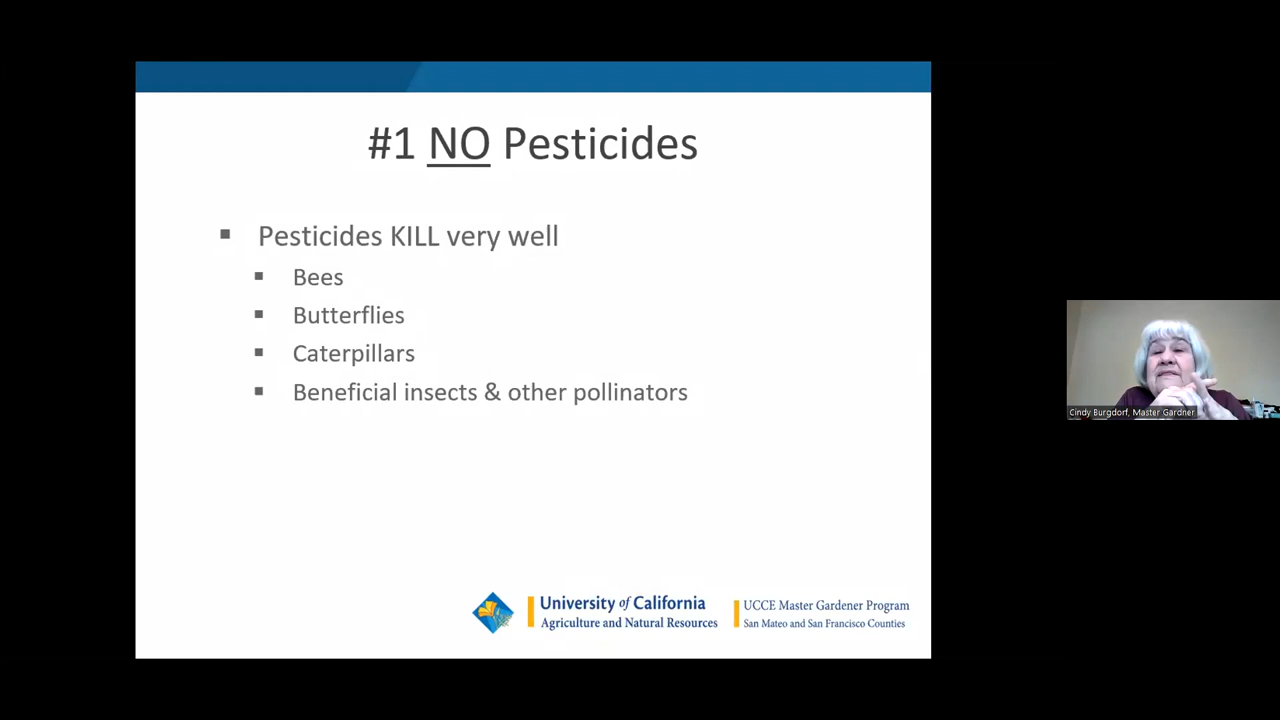 #1 NO Pesticides
▪ Pesticides KILL very well
▪ Bees
▪ Butterflies
▪ Caterpillars
▪ Beneficial insects & other pollinators
University of California
Agriculture and Natural Resources
UCCE Master Gardener Program
San Mateo and San Francisco Counties
Cindy Burgdorf, Master Gardner